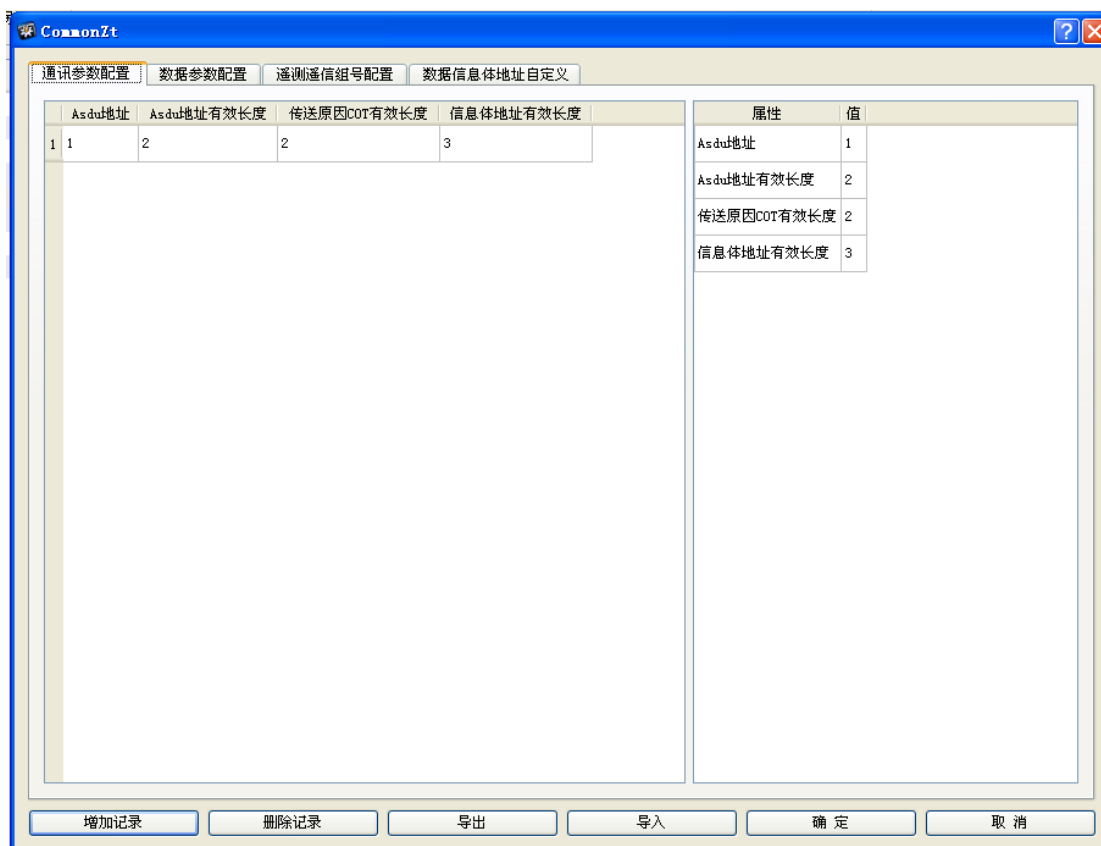 CommonZt
通讯参数配置 数据参数配置 遥测遥信组号配置 数据信息体地址自定义
Asdu地址 Asdu地址有效长度 传送原因COT有效长度 信息体地址有效长度
1 1 2 2 3
属性 值
Asdu地址 1
Asdu地址有效长度 2
传送原因COT有效长度 2
信息体地址有效长度 3
增加记录 删除记录 导出 导入 确 定 取 消